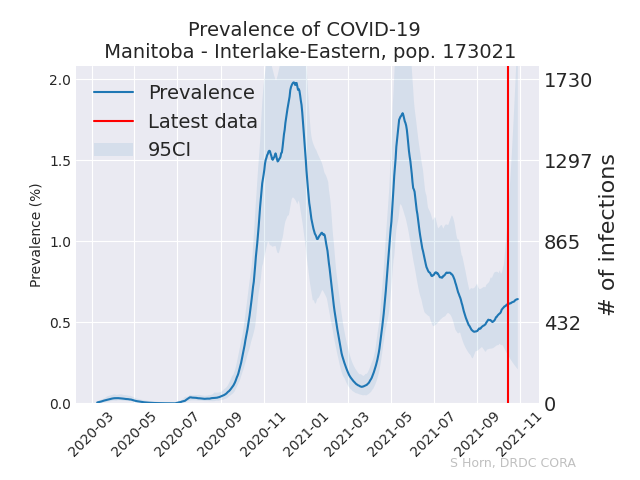 Prevalence of COVID-19
Manitoba - Interlake-Eastern, pop. 173021
Prevalence
Latest data
95CI
2.0
1.5
1.0
0.5
0.0
Prevalence (%)
1730
1297
865
432
0
# of infections
2020-03
2020-05
2020-07
2020-09
2020-11
2021-01
2021-03
2021-05
2021-07
2021-09
2021-11
S Horn, DRDC CORA